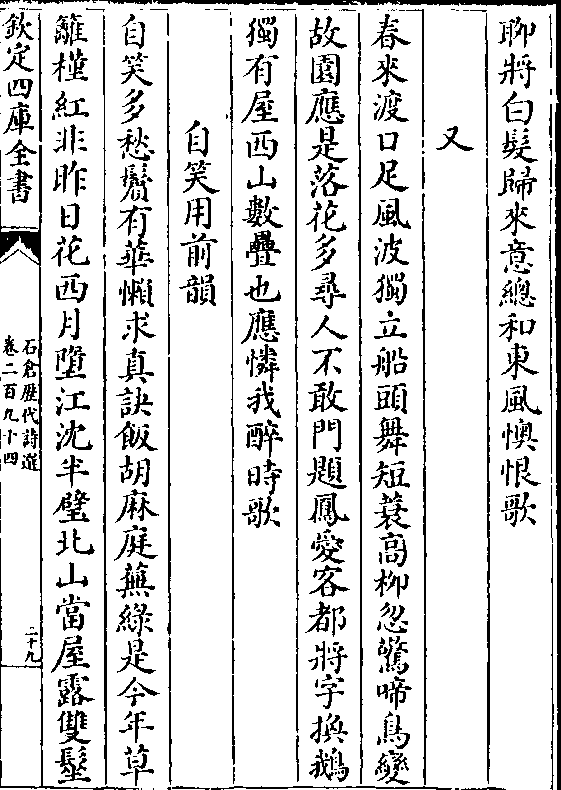 聊將白髮歸來意總和東風懊恨歌
又
春來渡口足風波獨立船頭舞短蓑高柳忽驚啼鳥變
故園應是落花多尋人不敢門題鳳愛客都將字換鵝
獨有屋西山數疊也應憐我醉時歌
自笑用前韻
自笑多愁鬢有華懶求真訣飯胡麻庭蕪綠是今年草
籬槿紅非昨日花西月墮江沈半璧北山當屋露雙髽
欽定四庫全書
石倉歷代詩選
卷二百九十四
二十九